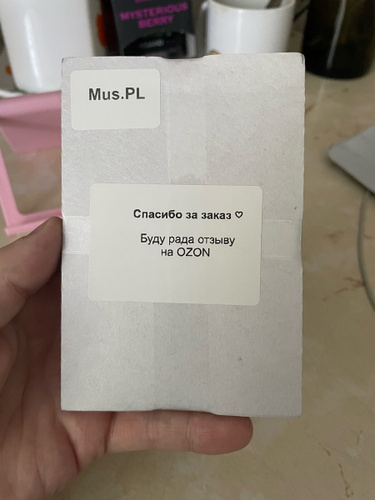 MYSTERIOUS
BERRY
Mus.PL
Спасибо за заказ ♡
Буду рада отзыву
на OZON